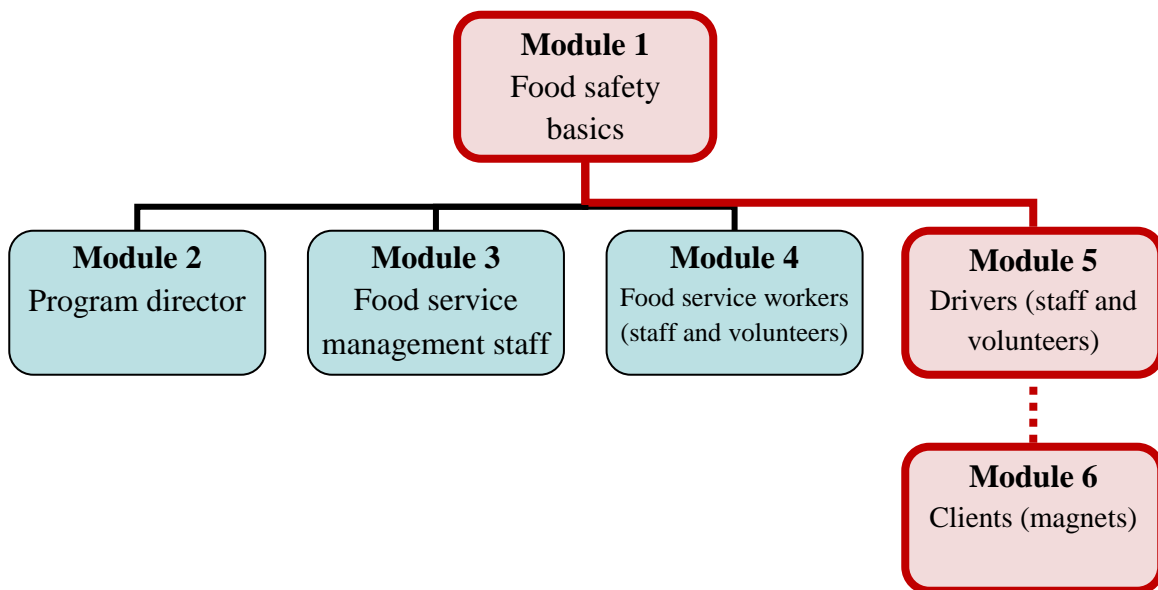 Module 1
Food safety
basics
Module 2
Program director
Module 3
Food service
management staff
Module 4
Food service workers
(staff and volunteers)
Module 5
Drivers (staff and
volunteers)
Module 6
Clients (magnets)